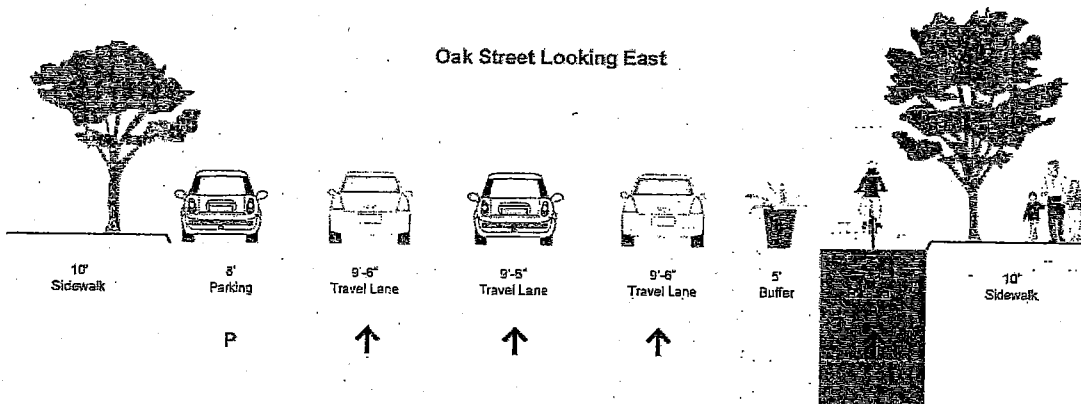 Oak Street Looking East
10'
Sidewalk
8'
Parking
9'-6"
Travel Lane
9'-6"
Travel Lane
9'-6"
Travel Lane
5'
Buffer
10'
Sidewalk
P